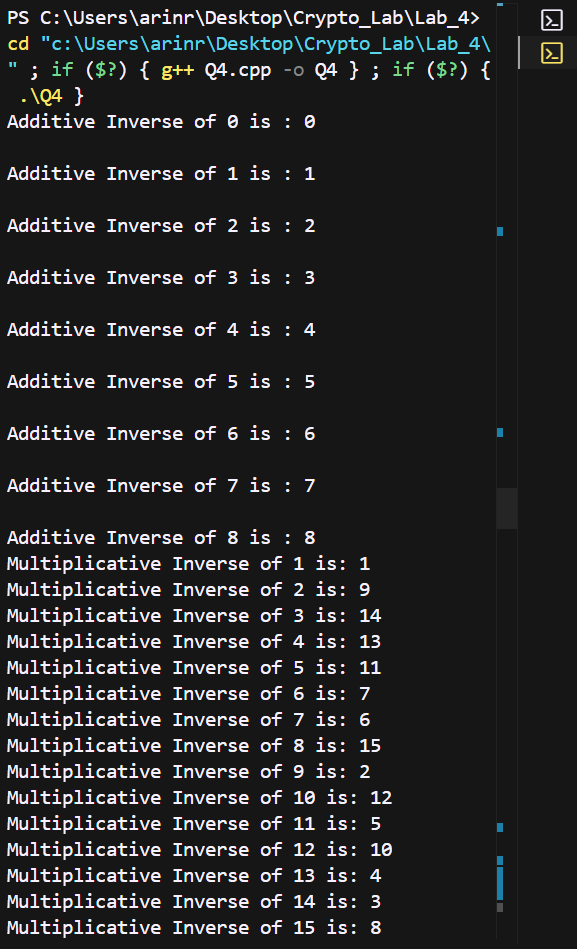 PS C:\Users\arinr\Desktop\Crypto_Lab\Lab_4>
cd "c:\Users\arinr\Desktop\Crypto_Lab\Lab_4\
" ; if ($?) { g++ Q4.cpp -o Q4 } ; if ($?) {
 .\Q4 }
Additive Inverse of 0 is : 0
Additive Inverse of 1 is : 1
Additive Inverse of 2 is : 2
Additive Inverse of 3 is : 3
Additive Inverse of 4 is : 4
Additive Inverse of 5 is : 5
Additive Inverse of 6 is : 6
Additive Inverse of 7 is : 7
Additive Inverse of 8 is : 8
Multiplicative Inverse of 1 is: 1
Multiplicative Inverse of 2 is: 9
Multiplicative Inverse of 3 is: 14
Multiplicative Inverse of 4 is: 13
Multiplicative Inverse of 5 is: 11
Multiplicative Inverse of 6 is: 7
Multiplicative Inverse of 7 is: 6
Multiplicative Inverse of 8 is: 15
Multiplicative Inverse of 9 is: 2
Multiplicative Inverse of 10 is: 12
Multiplicative Inverse of 11 is: 5
Multiplicative Inverse of 12 is: 10
Multiplicative Inverse of 13 is: 4
Multiplicative Inverse of 14 is: 3
Multiplicative Inverse of 15 is: 8